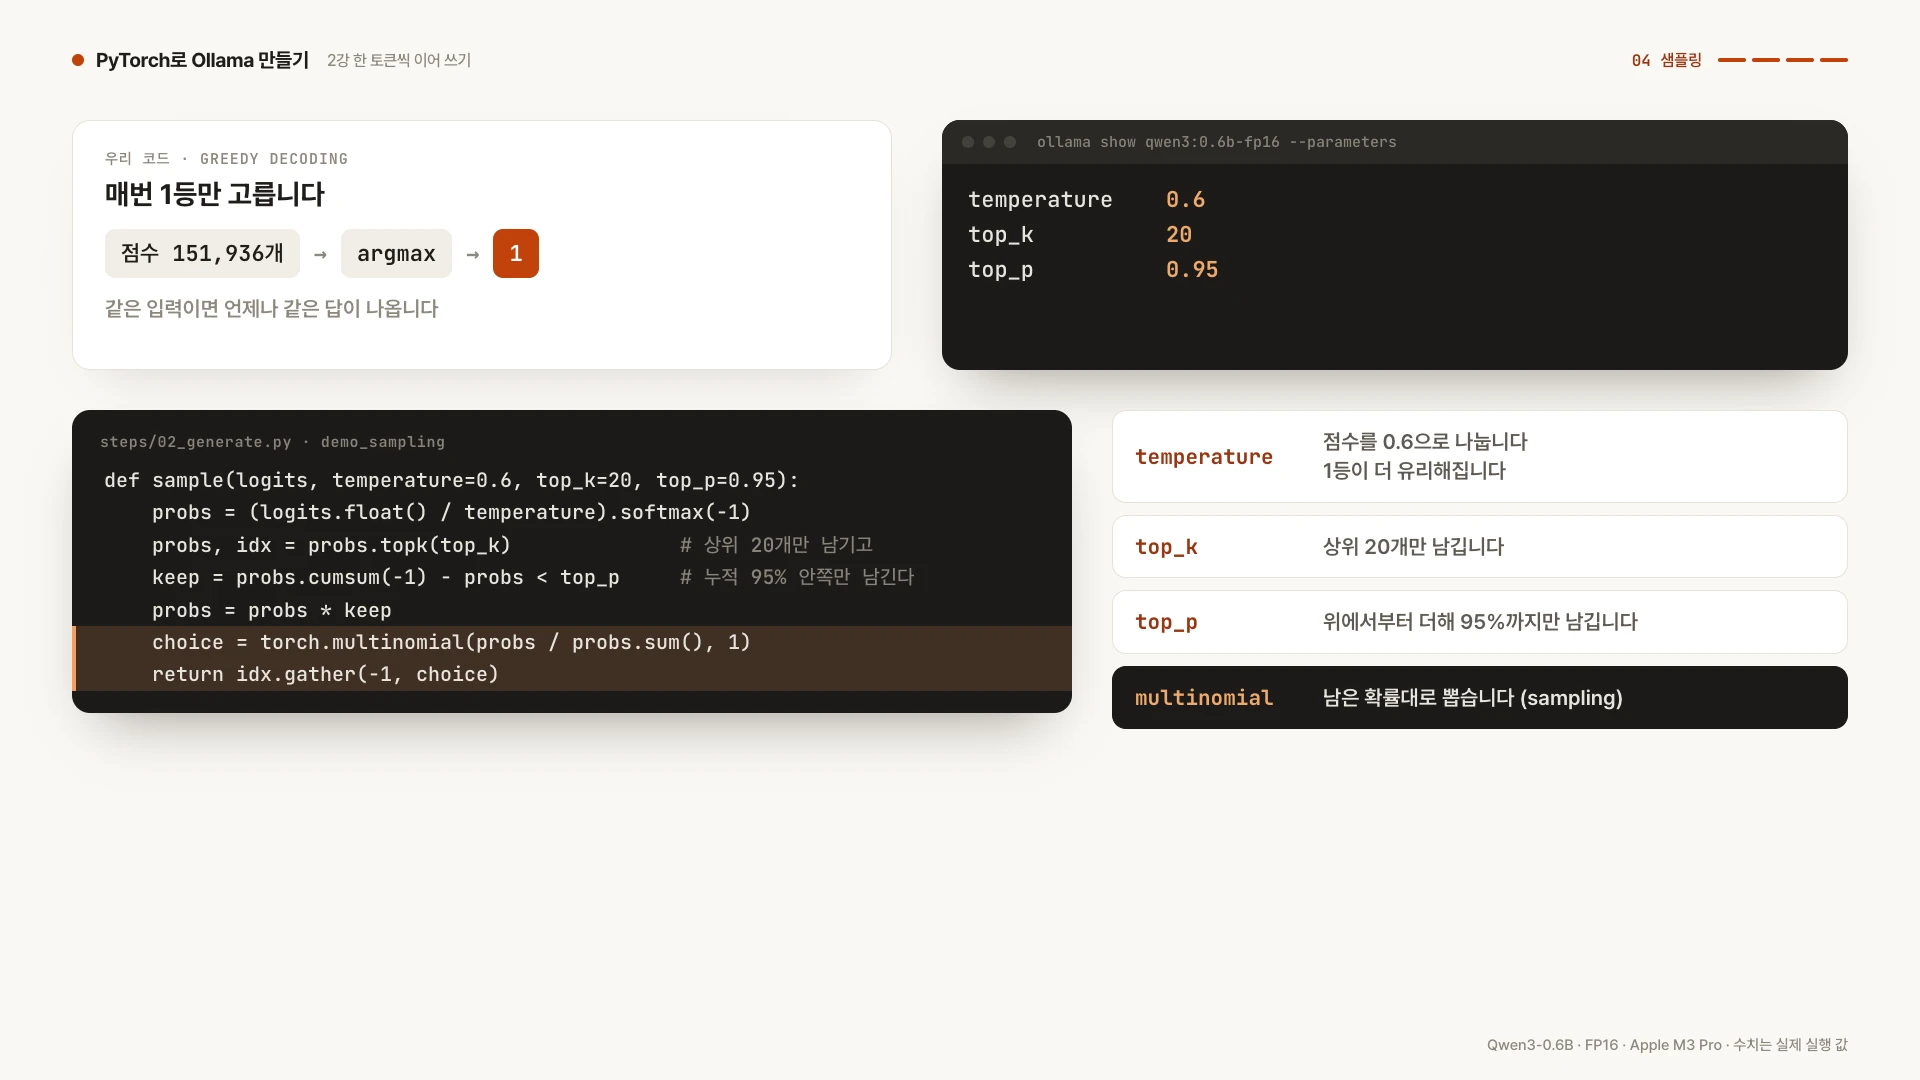 PyTorch로 Ollama 만들기 2강 한 토큰씩 이어 쓰기
04 샘플링
우리 코드 · GREEDY DECODING
매번 1등만 고릅니다
점수 151,936개 → argmax → 1
같은 입력이면 언제나 같은 답이 나옵니다
ollama show qwen3:0.6b-fp16 --parameters
temperature 0.6
top_k 20
top_p 0.95
steps/02_generate.py · demo_sampling
def sample(logits, temperature=0.6, top_k=20, top_p=0.95):
    probs = (logits.float() / temperature).softmax(-1)
    probs, idx = probs.topk(top_k) # 상위 20개만 남기고
    keep = probs.cumsum(-1) - probs < top_p # 누적 95% 안쪽만 남긴다
    probs = probs * keep
    choice = torch.multinomial(probs / probs.sum(), 1)
    return idx.gather(-1, choice)
temperature 점수를 0.6으로 나눕니다
1등이 더 유리해집니다
top_k 상위 20개만 남깁니다
top_p 위에서부터 더해 95%까지만 남깁니다
multinomial 남은 확률대로 뽑습니다 (sampling)
Qwen3-0.6B · FP16 · Apple M3 Pro · 수치는 실제 실행 값